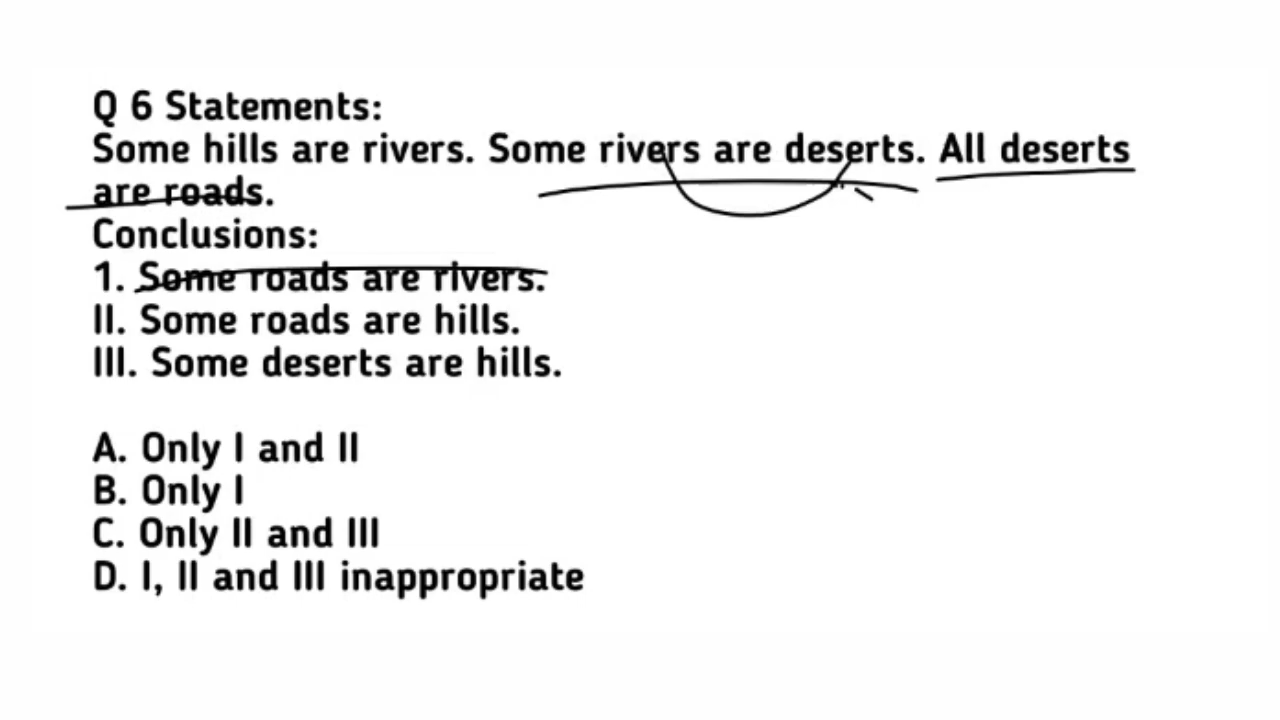 Q 6 Statements:
Some hills are rivers. Some rivers are deserts. All deserts
are roads.
Conclusions:
1. Some roads are rivers.
II. Some roads are hills.
III. Some deserts are hills.
A. Only I and II
B. Only I
C. Only II and III
D. I, II and III inappropriate